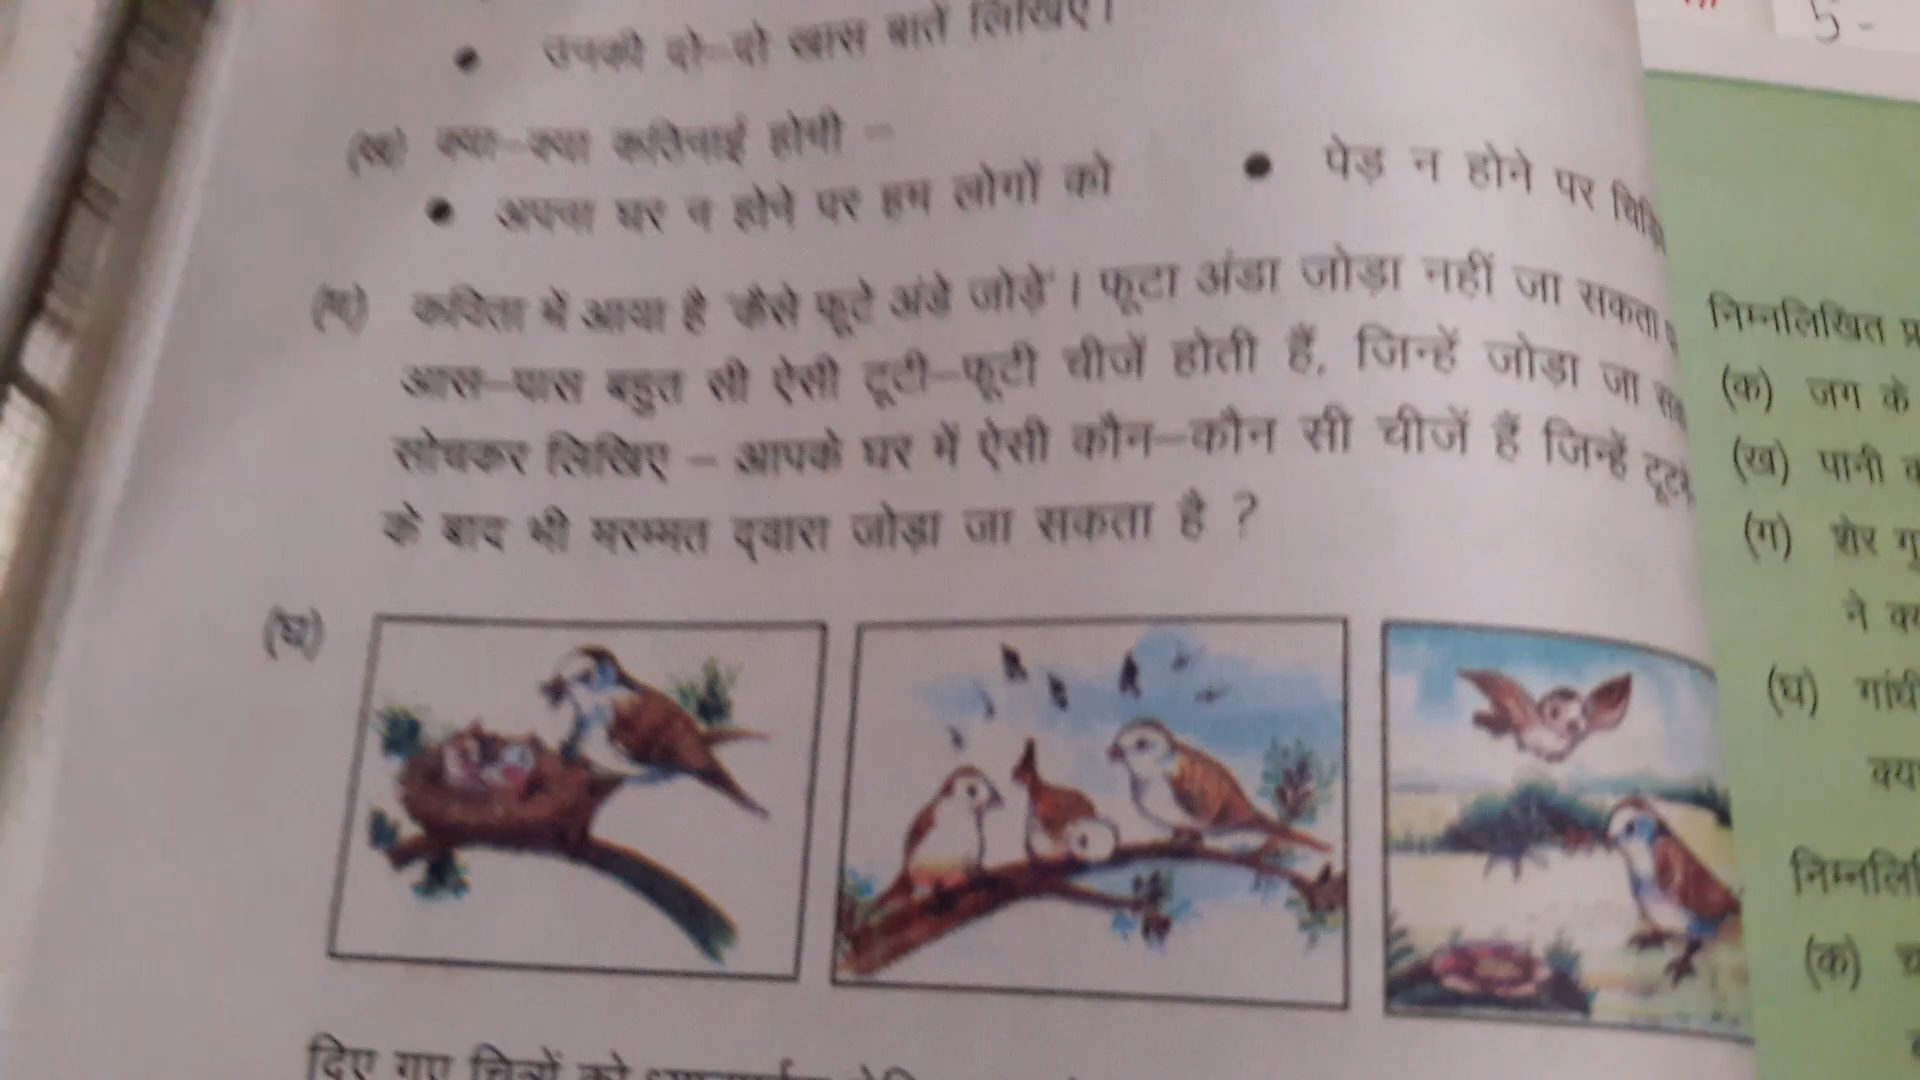 उनकी दो–दो खास बातें लिखिए।
(ख) क्या–क्या कठिनाई होगी –
• अपना घर न होने पर हम लोगों को • पेड़ न होने पर
(ग) कविता में आया है 'कैसे फूटे अंडे जोड़े'। फूटा अंडा जोड़ा नहीं जा सकता
आस–पास बहुत सी ऐसी टूटी–फूटी चीजें होती हैं, जिन्हें जोड़ा जा
सोचकर लिखिए – आपके घर में ऐसी कौन–कौन सी चीजें हैं जिन्हें
के बाद भी मरम्मत द्वारा जोड़ा जा सकता है ?
(घ)
दिए गए चित्रों को
5 -
निम्नलिखित
(क) जग के
(ख) पानी
(ग) शेर
ने
(घ)
(क)